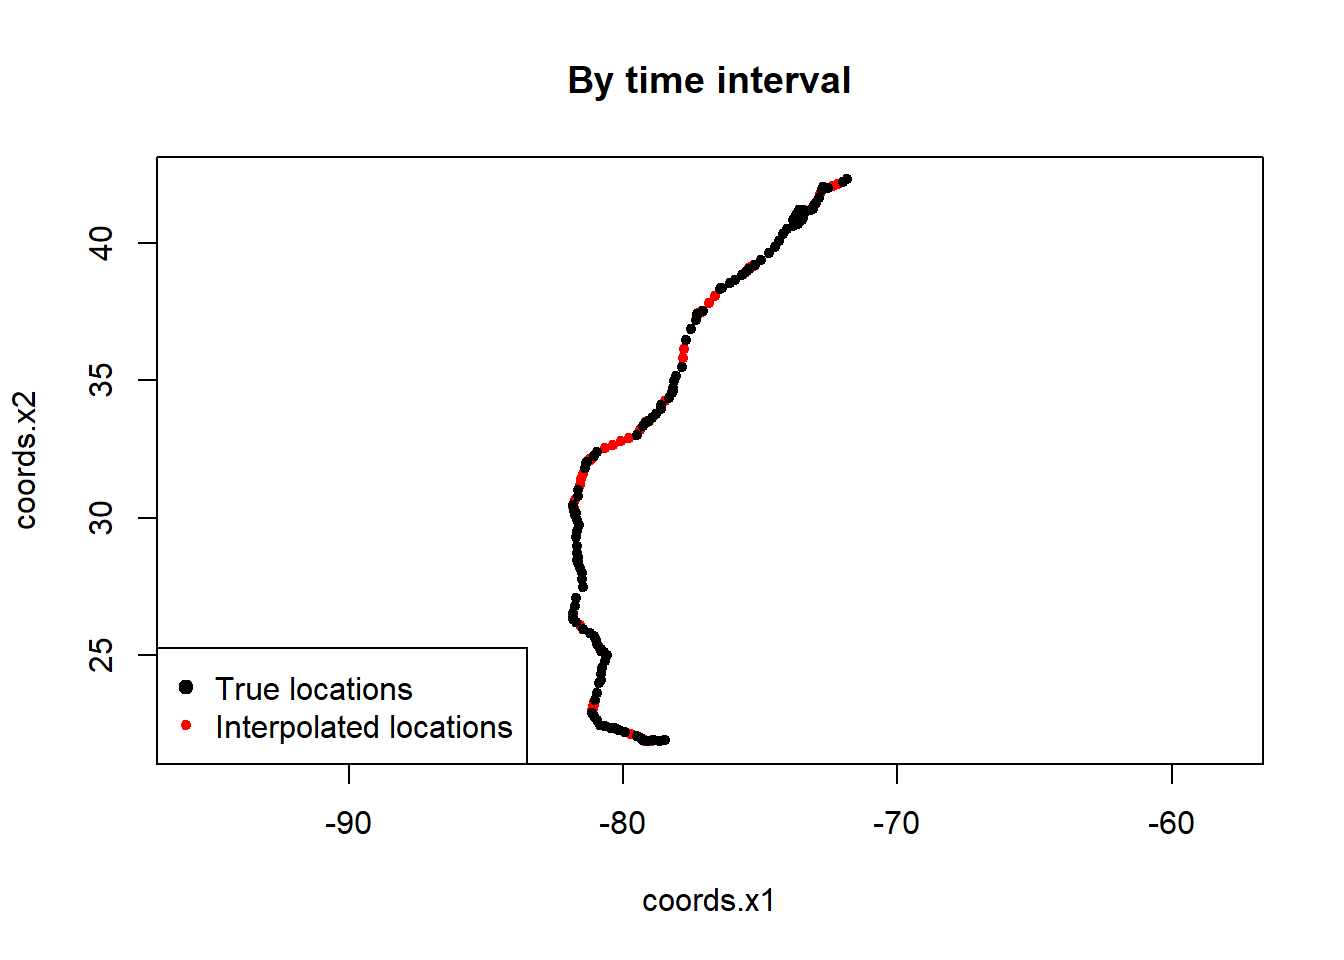 By time interval
coords.x2
40
35
30
25
True locations
Interpolated locations
-90
-80
-70
-60
coords.x1